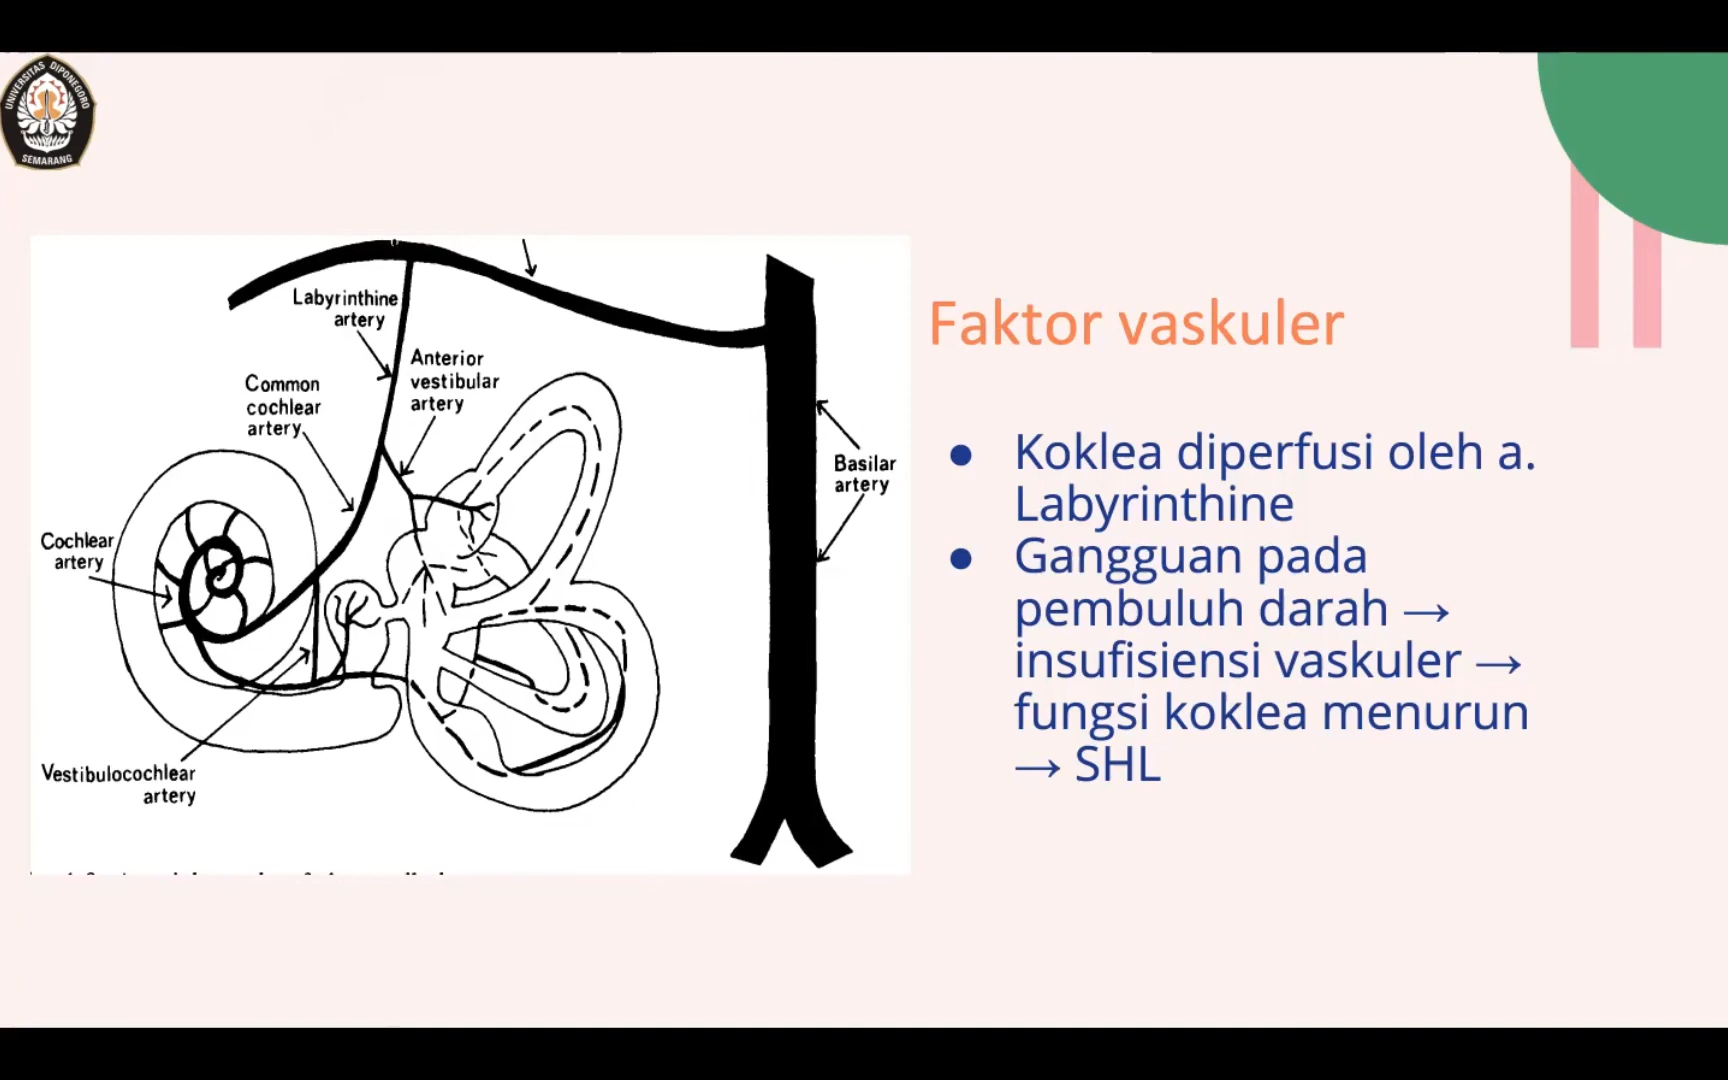 UNIVERSITAS DIPONEGORO
SEMARANG
Labyrinthine
artery
Anterior
vestibular
artery
Common
cochlear
artery
Cochlear
artery
Basilar
artery
Vestibulocochlear
artery
Faktor vaskuler
● Koklea diperfusi oleh a.
Labyrinthine
● Gangguan pada
pembuluh darah →
insufisiensi vaskuler →
fungsi koklea menurun
→ SHL